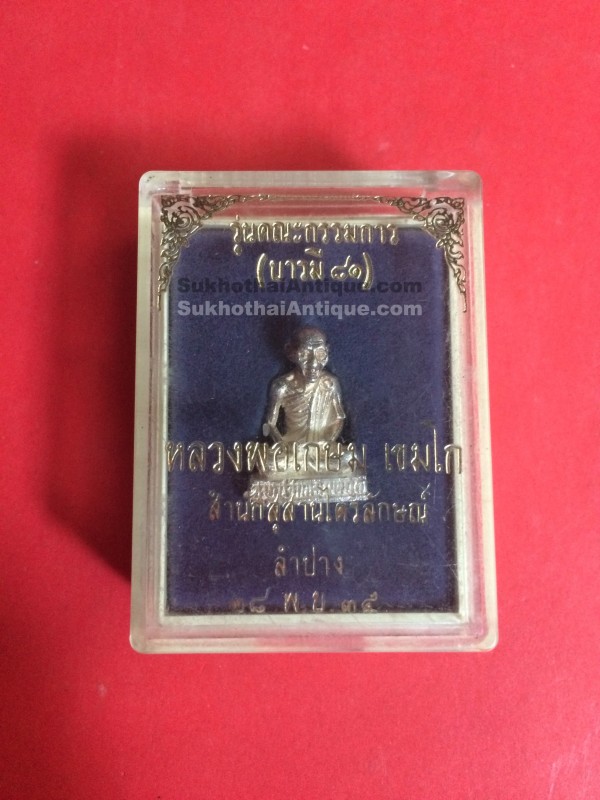 รุ่นคณะกรรมการ
(บารมี ๘๑)
SukhothaiAntique.com
SukhothaiAntique.com
หลวงพ่อเกษม เขมโก
สำนักสุสานไตรลักษณ์
ลำปาง
๒๘ พ.ย. ๓๕